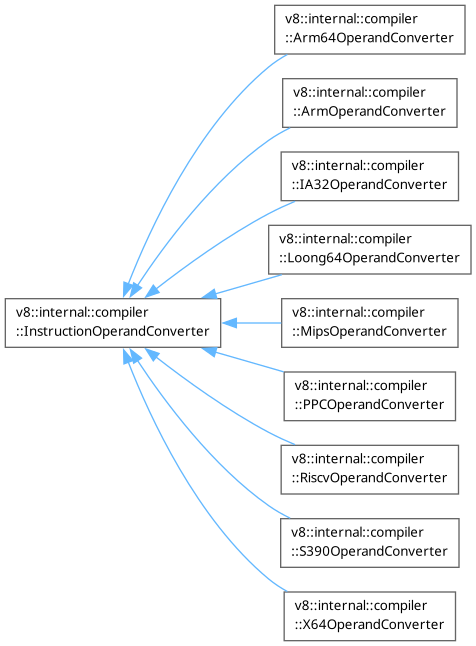 v8::internal::compiler
::Arm64OperandConverter
v8::internal::compiler
::ArmOperandConverter
v8::internal::compiler
::IA32OperandConverter
v8::internal::compiler
::Loong64OperandConverter
v8::internal::compiler
::InstructionOperandConverter
v8::internal::compiler
::MipsOperandConverter
v8::internal::compiler
::PPCOperandConverter
v8::internal::compiler
::RiscvOperandConverter
v8::internal::compiler
::S390OperandConverter
v8::internal::compiler
::X64OperandConverter